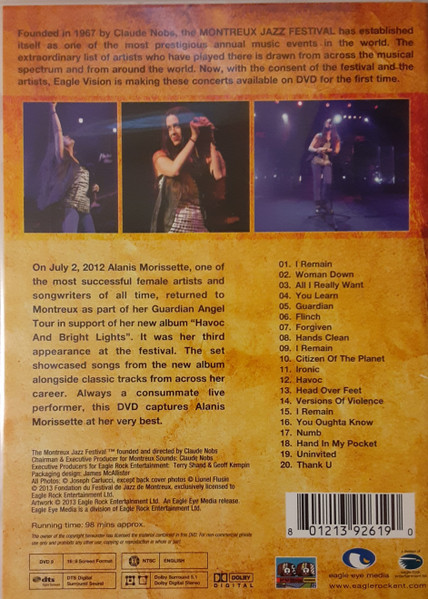 Founded in 1967 by Claude Nobs, the MONTREUX JAZZ FESTIVAL has established
itself as one of the most prestigious annual music events in the world. The
extraordinary list of artists who have played there is drawn from across the musical
spectrum and from around the world. Now, with the consent of the festival and the
artists, Eagle Vision is making these concerts available on DVD for the first time.
On July 2, 2012 Alanis Morissette, one of
the most successful female artists and
songwriters of all time, returned to
Montreux as part of her Guardian Angel
Tour in support of her new album "Havoc
And Bright Lights". It was her third
appearance at the festival. The set
showcased songs from the new album
alongside classic tracks from across her
career. Always a consummate live
performer, this DVD captures Alanis
Morissette at her very best.
01. I Remain
02. Woman Down
03. All I Really Want
04. You Learn
05. Guardian
06. Flinch
07. Forgiven
08. Hands Clean
09. I Remain
10. Citizen Of The Planet
11. Ironic
12. Havoc
13. Head Over Feet
14. Versions Of Violence
15. I Remain
16. You Oughta Know
17. Numb
18. Hand In My Pocket
19. Uninvited
20. Thank U
The Montreux Jazz Festival ™ founded and directed by Claude Nobs
Chairman & Executive Producer for Montreux Sounds: Claude Nobs
Executive Producers for Eagle Rock Entertainment: Terry Shand & Geoff Kempin
Packaging design: James McAllister
All Photos: © Joseph Carlucci, except back cover photos © Lionel Flusin
© 2013 Fondation du Festival de Jazz de Montreux, exclusively licensed to
Eagle Rock Entertainment Ltd.
Artwork © 2013 Eagle Rock Entertainment Ltd. An Eagle Eye Media release.
Eagle Eye Media is a division of Eagle Rock Entertainment Ltd.
Running time: 98 mins approx.
8 01213 92619 0
DVD 9
16:9 Screen Format
NTSC
ENGLISH
dts
DTS Digital
Surround Sound
Dolby Surround 5.1
Dolby Digital Stereo
DOLBY
DIGITAL
eagle eye media
www.eaglerockent.com